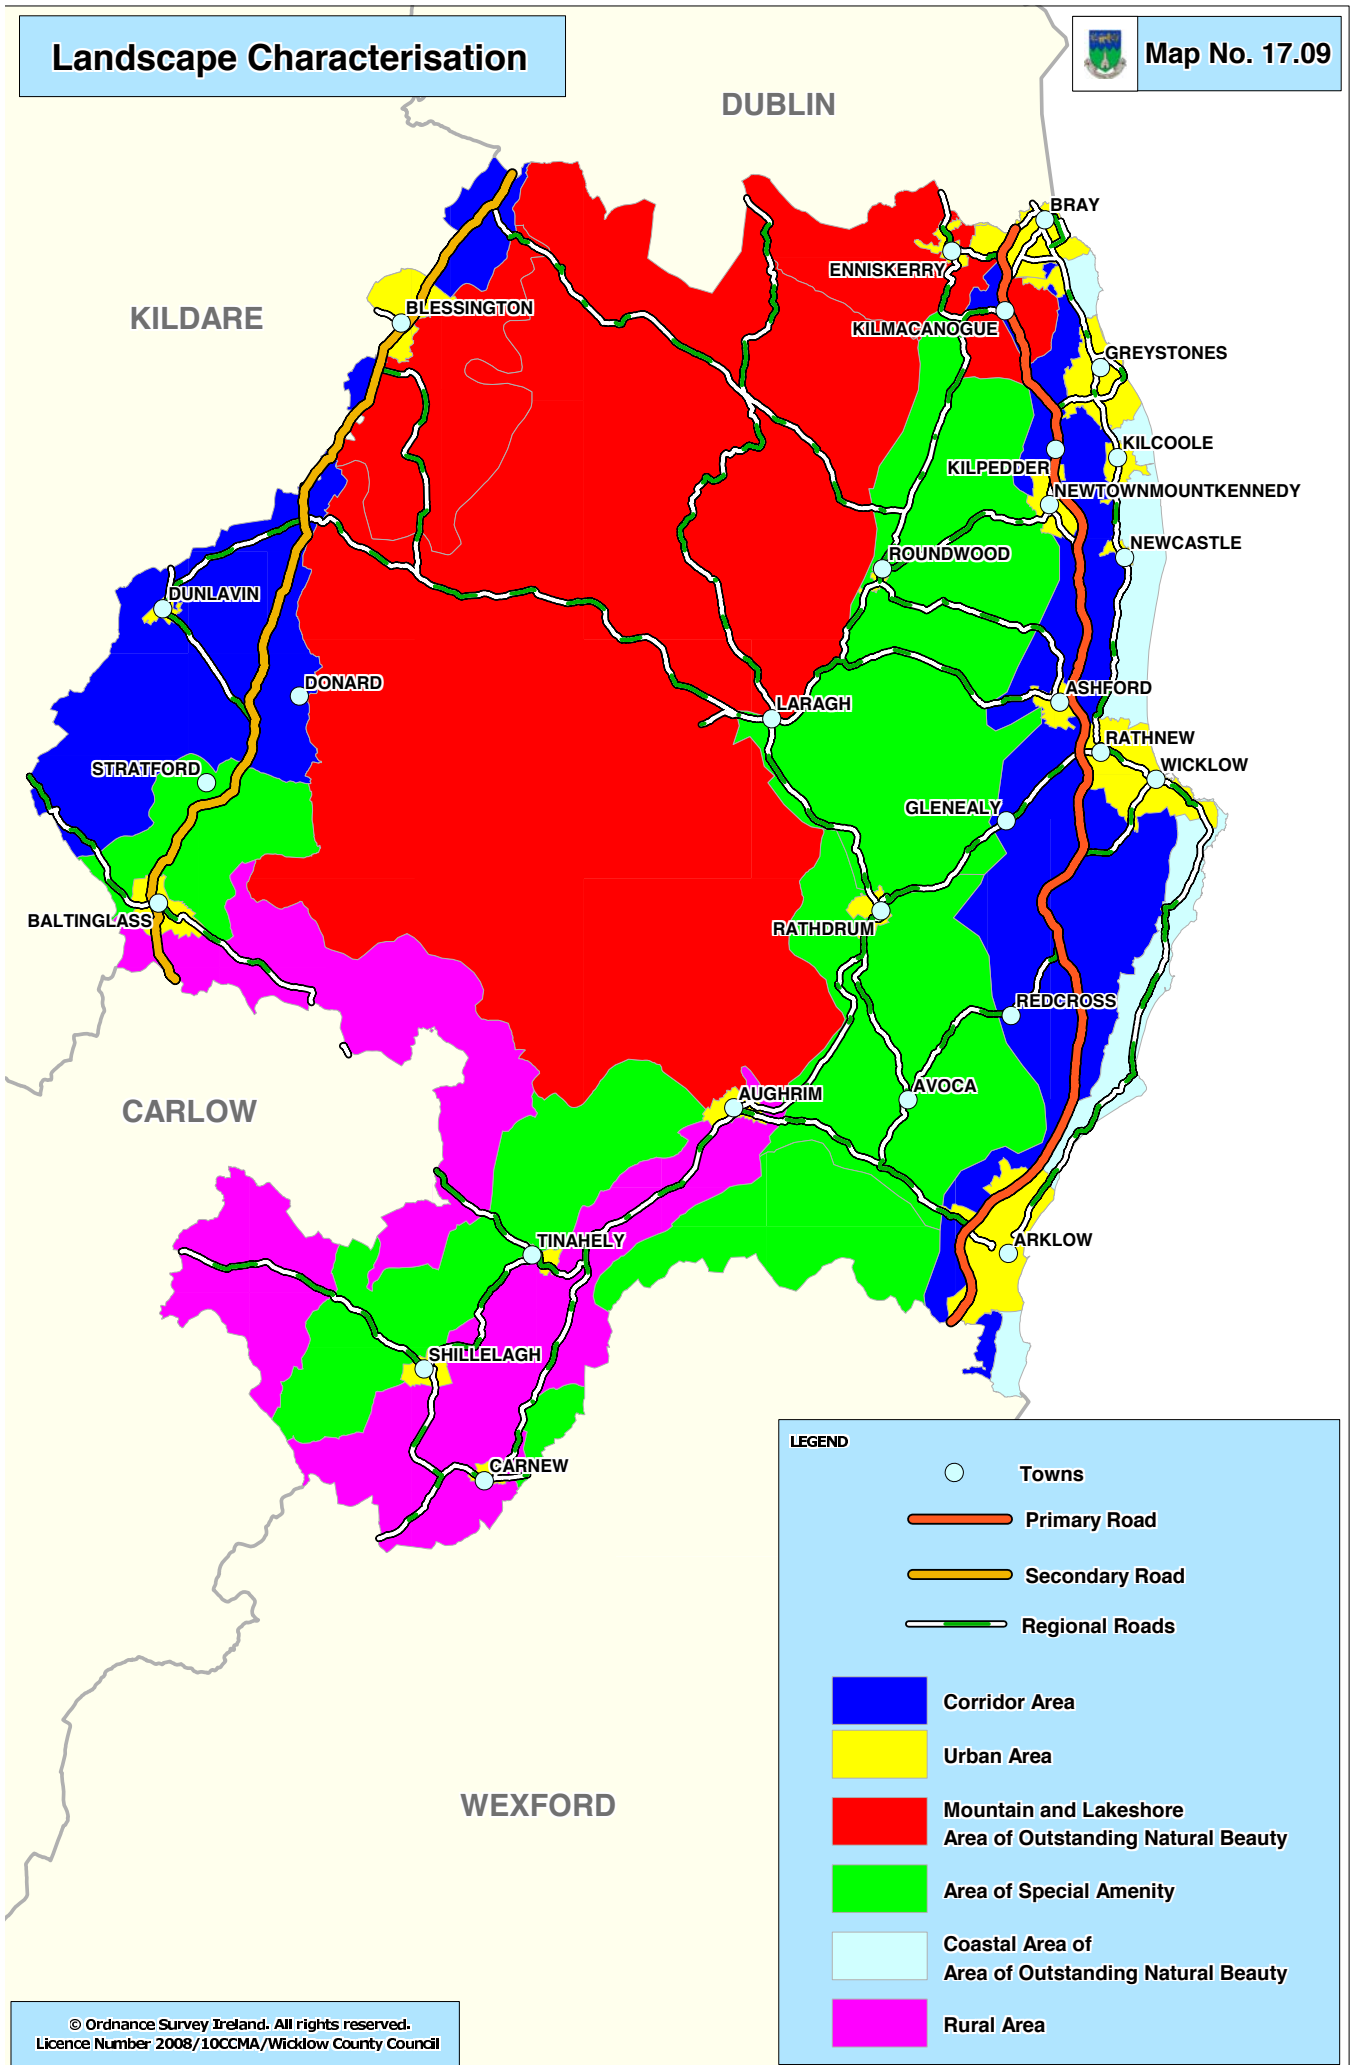 Landscape Characterisation
Map No. 17.09
DUBLIN
BRAY
ENNISKERRY
KILDARE
BLESSINGTON
KILMACANOGUE
GREYSTONES
KILCOOLE
KILPEDDER
NEWTOWNMOUNTKENNEDY
NEWCASTLE
ROUNDWOOD
DUNLAVIN
DONARD
ASHFORD
LARAGH
RATHNEW
STRATFORD
WICKLOW
GLENEALY
BALTINGLASS
RATHDRUM
REDCROSS
AVOCA
AUGHRIM
CARLOW
TINAHELY
ARKLOW
SHILLELAGH
CARNEW
WEXFORD
LEGEND
Towns
Primary Road
Secondary Road
Regional Roads
Corridor Area
Urban Area
Mountain and Lakeshore
Area of Outstanding Natural Beauty
Area of Special Amenity
Coastal Area of
Area of Outstanding Natural Beauty
Rural Area
© Ordnance Survey Ireland. All rights reserved.
Licence Number 2008/10CCMA/Wicklow County Council